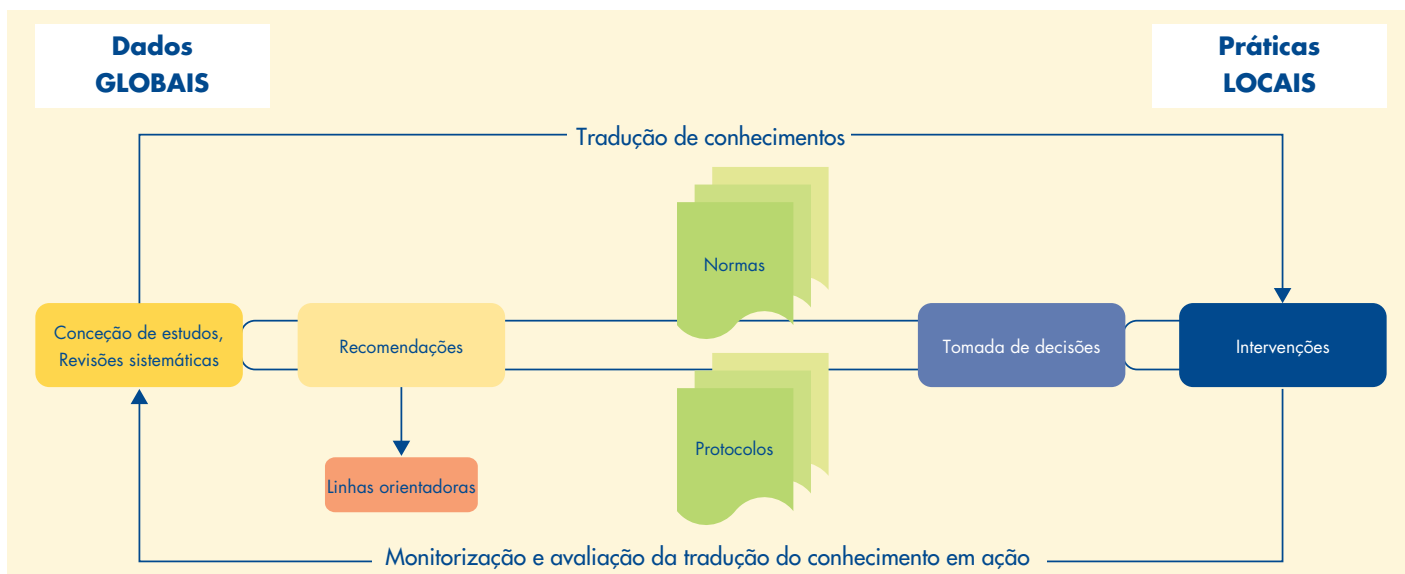 Dados
GLOBAIS
Práticas
LOCAIS
Tradução de conhecimentos
Normas
Conceção de estudos,
Revisões sistemáticas
Recomendações
Tomada de decisões
Intervenções
Protocolos
Linhas orientadoras
Monitorização e avaliação da tradução do conhecimento em ação